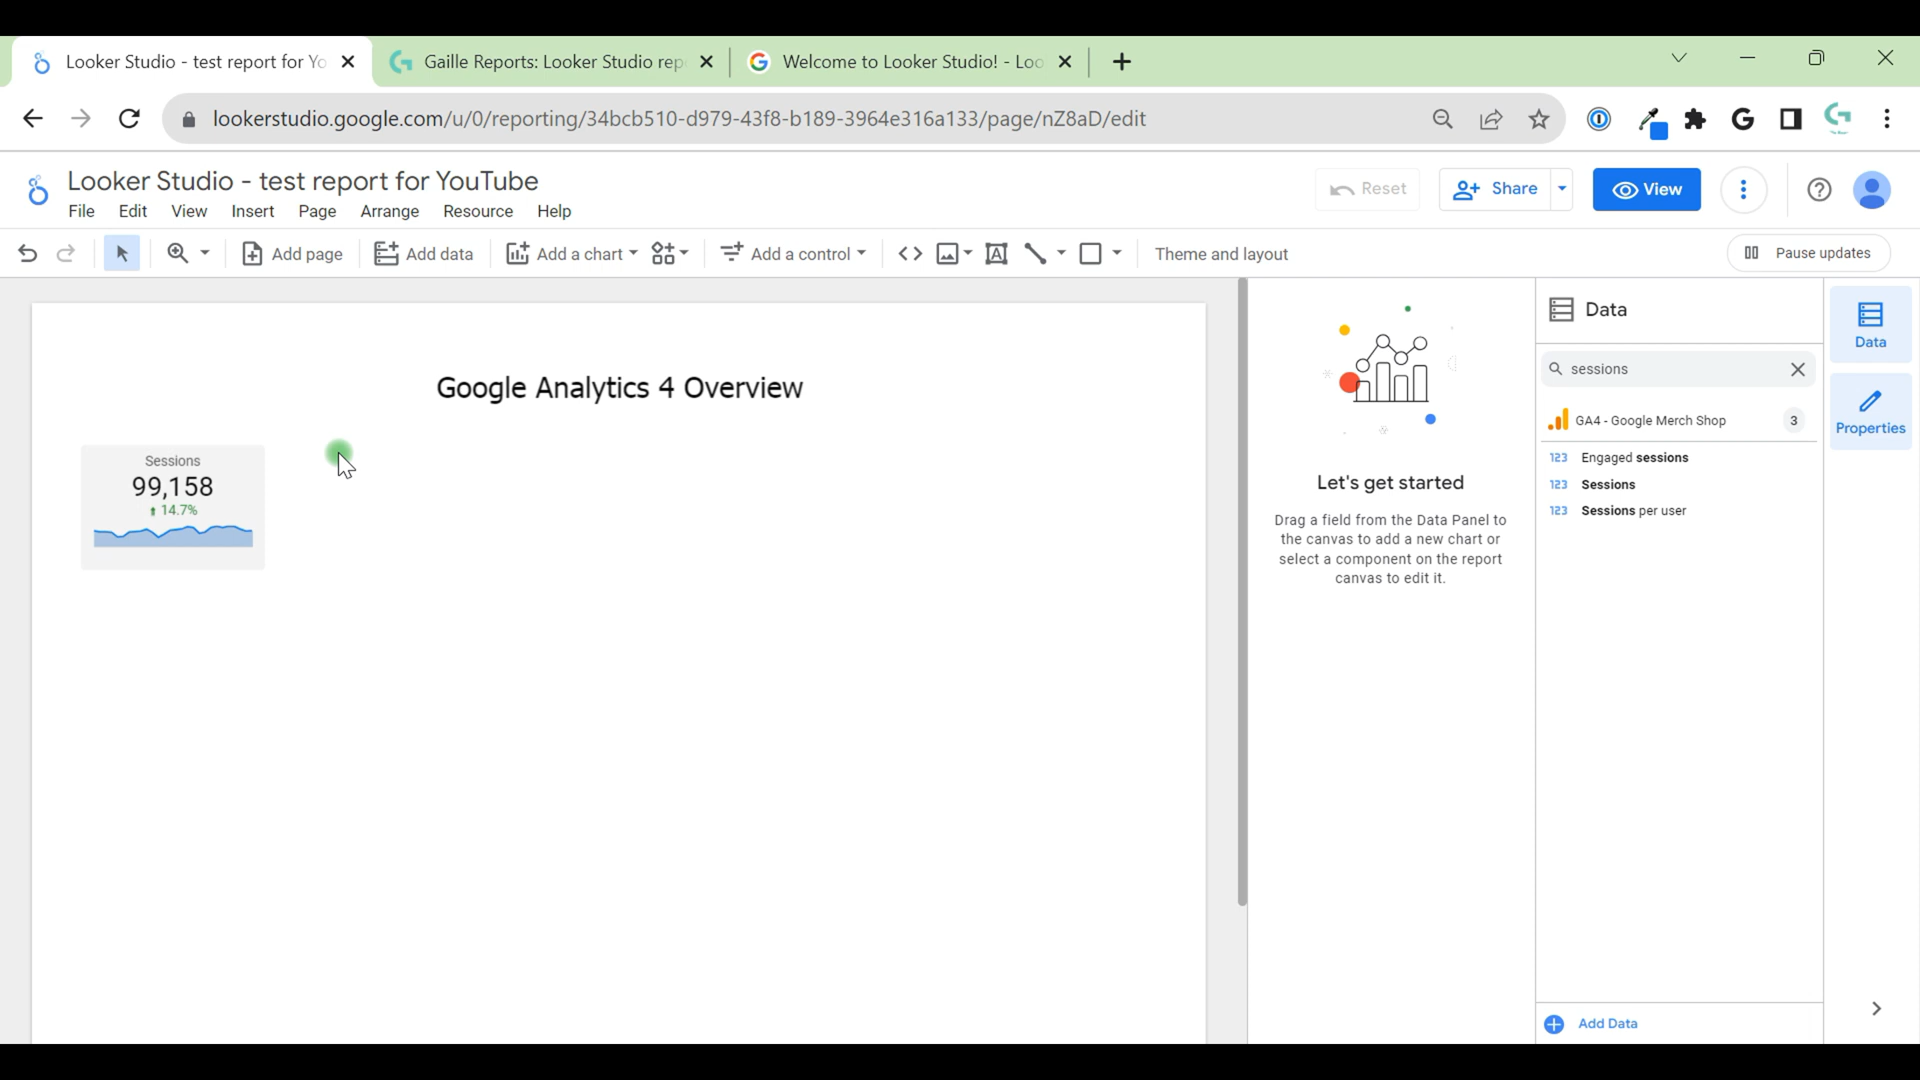 Looker Studio - test report for Yo
Gaille Reports: Looker Studio rep
Welcome to Looker Studio! - Loo
lookerstudio.google.com/u/0/reporting/34bcb510-d979-43f8-b189-3964e316a133/page/nZ8aD/edit
Looker Studio - test report for YouTube
File Edit View Insert Page Arrange Resource Help
Reset
Share
View
Add page
Add data
Add a chart
Add a control
Theme and layout
Pause updates
Google Analytics 4 Overview
Sessions
99,158
14.7%
Let's get started
Drag a field from the Data Panel to
the canvas to add a new chart or
select a component on the report
canvas to edit it.
Data
sessions
GA4 - Google Merch Shop 3
123 Engaged sessions
123 Sessions
123 Sessions per user
Add Data
Data
Properties